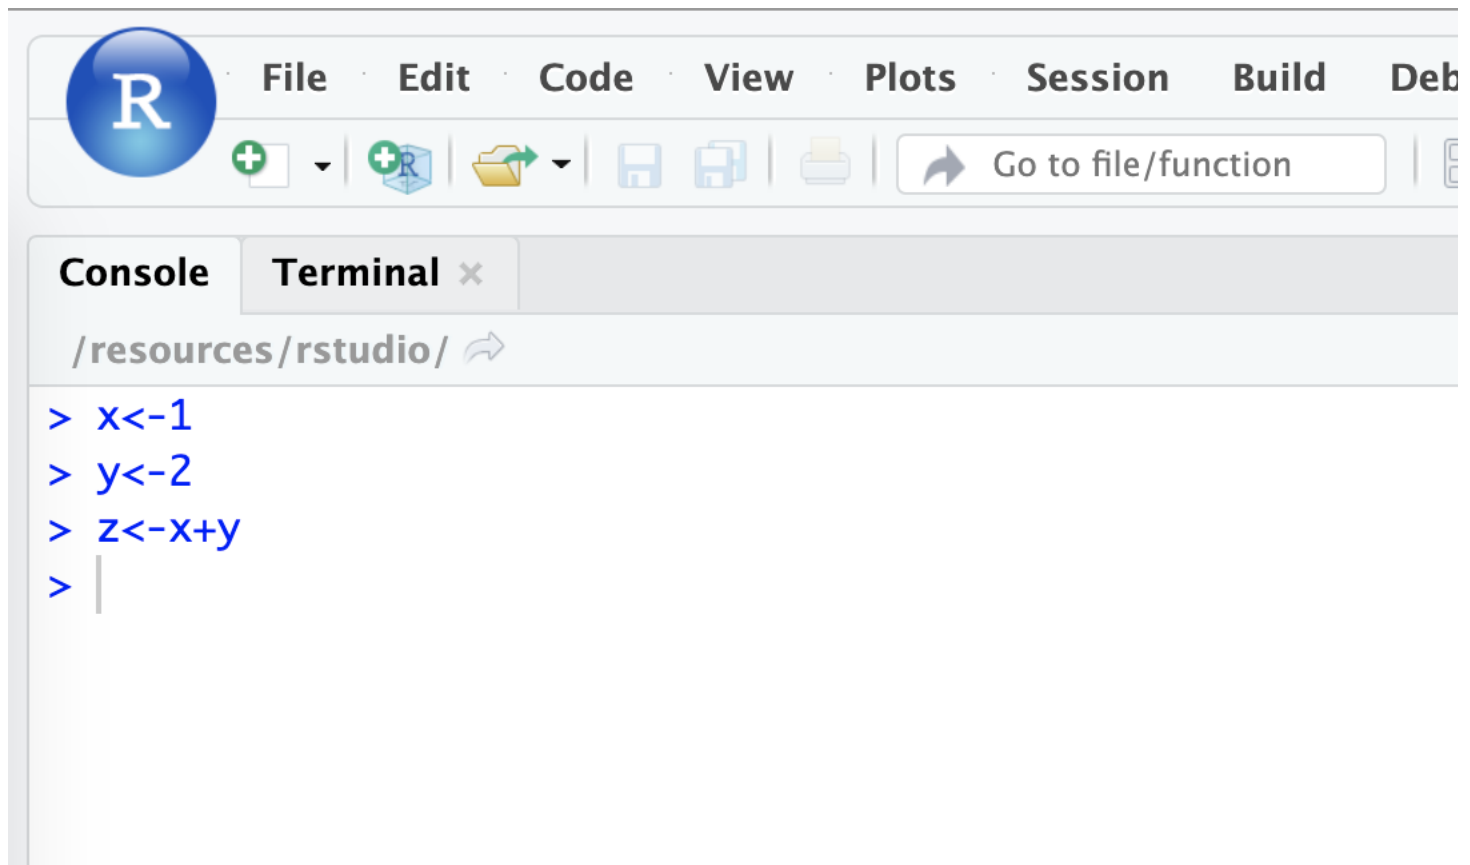 R File Edit Code View Plots Session Build Deb
R Go to file/function
Console Terminal ×
/resources/rstudio/
> x<-1
> y<-2
> z<-x+y
>